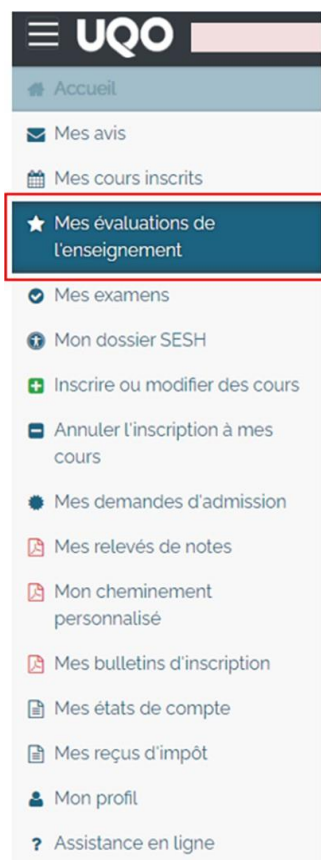 UQO
Accueil
Mes avis
Mes cours inscrits
Mes évaluations de
l'enseignement
Mes examens
Mon dossier SESH
Inscrire ou modifier des cours
Annuler l'inscription à mes
cours
Mes demandes d'admission
Mes relevés de notes
Mon cheminement
personnalisé
Mes bulletins d'inscription
Mes états de compte
Mes reçus d'impôt
Mon profil
? Assistance en ligne